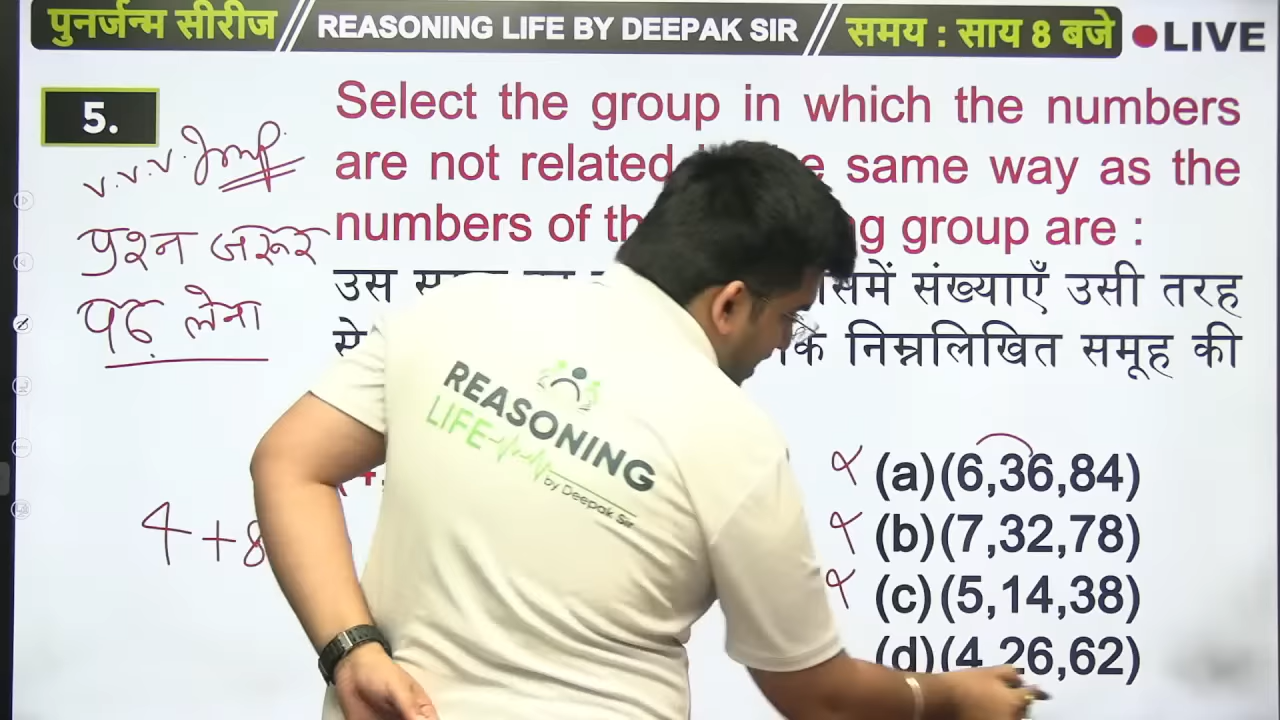 पुनर्जन्म सीरीज // REASONING LIFE BY DEEPAK SIR // समय : साय 8 बजे LIVE
5.
v.v.v. Imp.
प्रश्न जरूर
पढ़ लेना
Select the group in which the numbers
are not related same way as the
numbers of group are :
उस संख्याएँ उसी तरह
से निम्नलिखित समूह की
4+8
REASONING
LIFE
by Deepak Sir
(a)(6,36,84)
(b)(7,32,78)
(c)(5,14,38)
(d)(4,26,62)